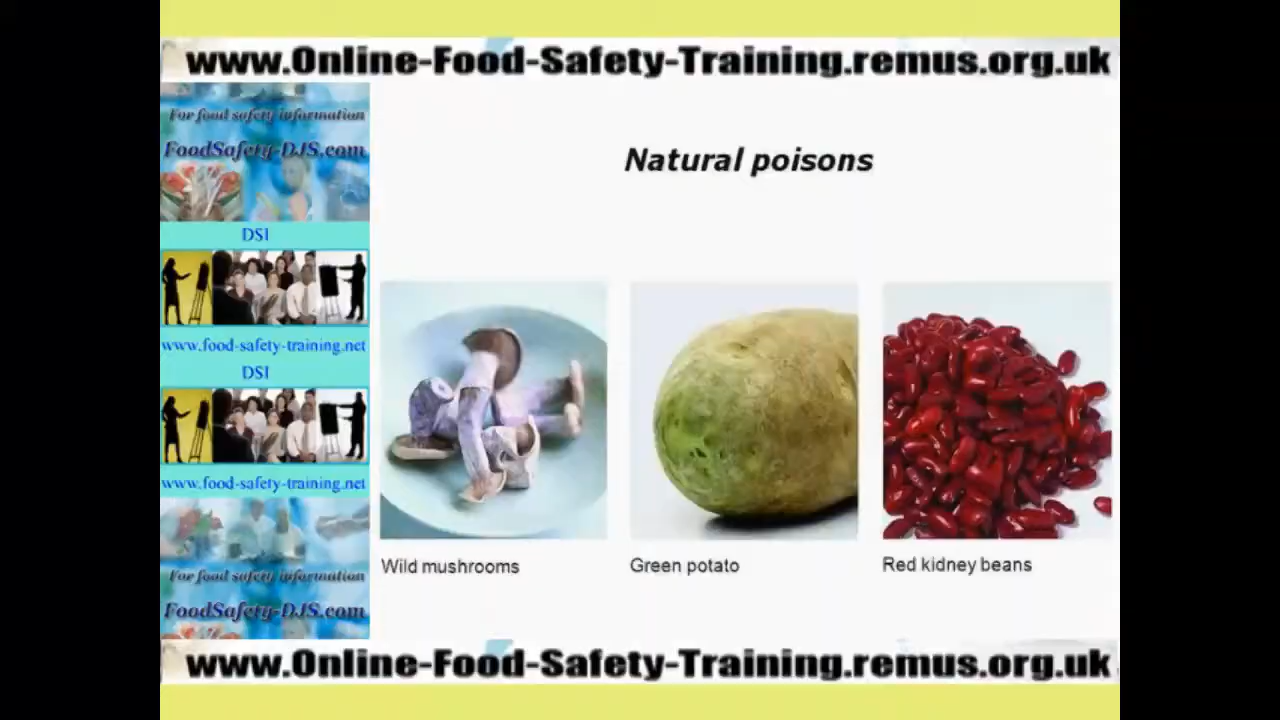 www.Online-Food-Safety-Training.remus.org.uk
For food safety information
FoodSafety-DJS.com
DSI
www.food-safety-training.net
DSI
www.food-safety-training.net
For food safety information
FoodSafety-DJS.com
Natural poisons
Wild mushrooms
Green potato
Red kidney beans
www.Online-Food-Safety-Training.remus.org.uk